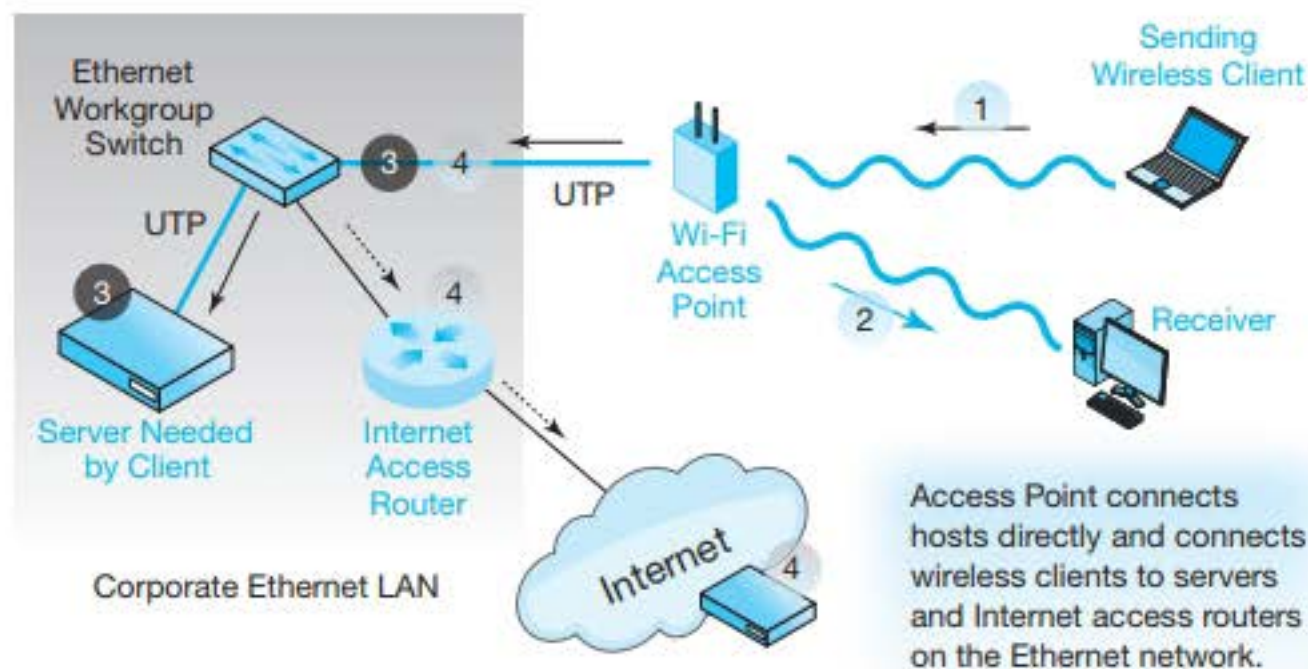 Ethernet
Workgroup
Switch
3
4
UTP
UTP
3
Server Needed
by Client
4
Internet
Access
Router
Corporate Ethernet LAN
Internet
4
Wi-Fi
Access
Point
1
Sending
Wireless Client
2
Receiver
Access Point connects
hosts directly and connects
wireless clients to servers
and Internet access routers
on the Ethernet network.